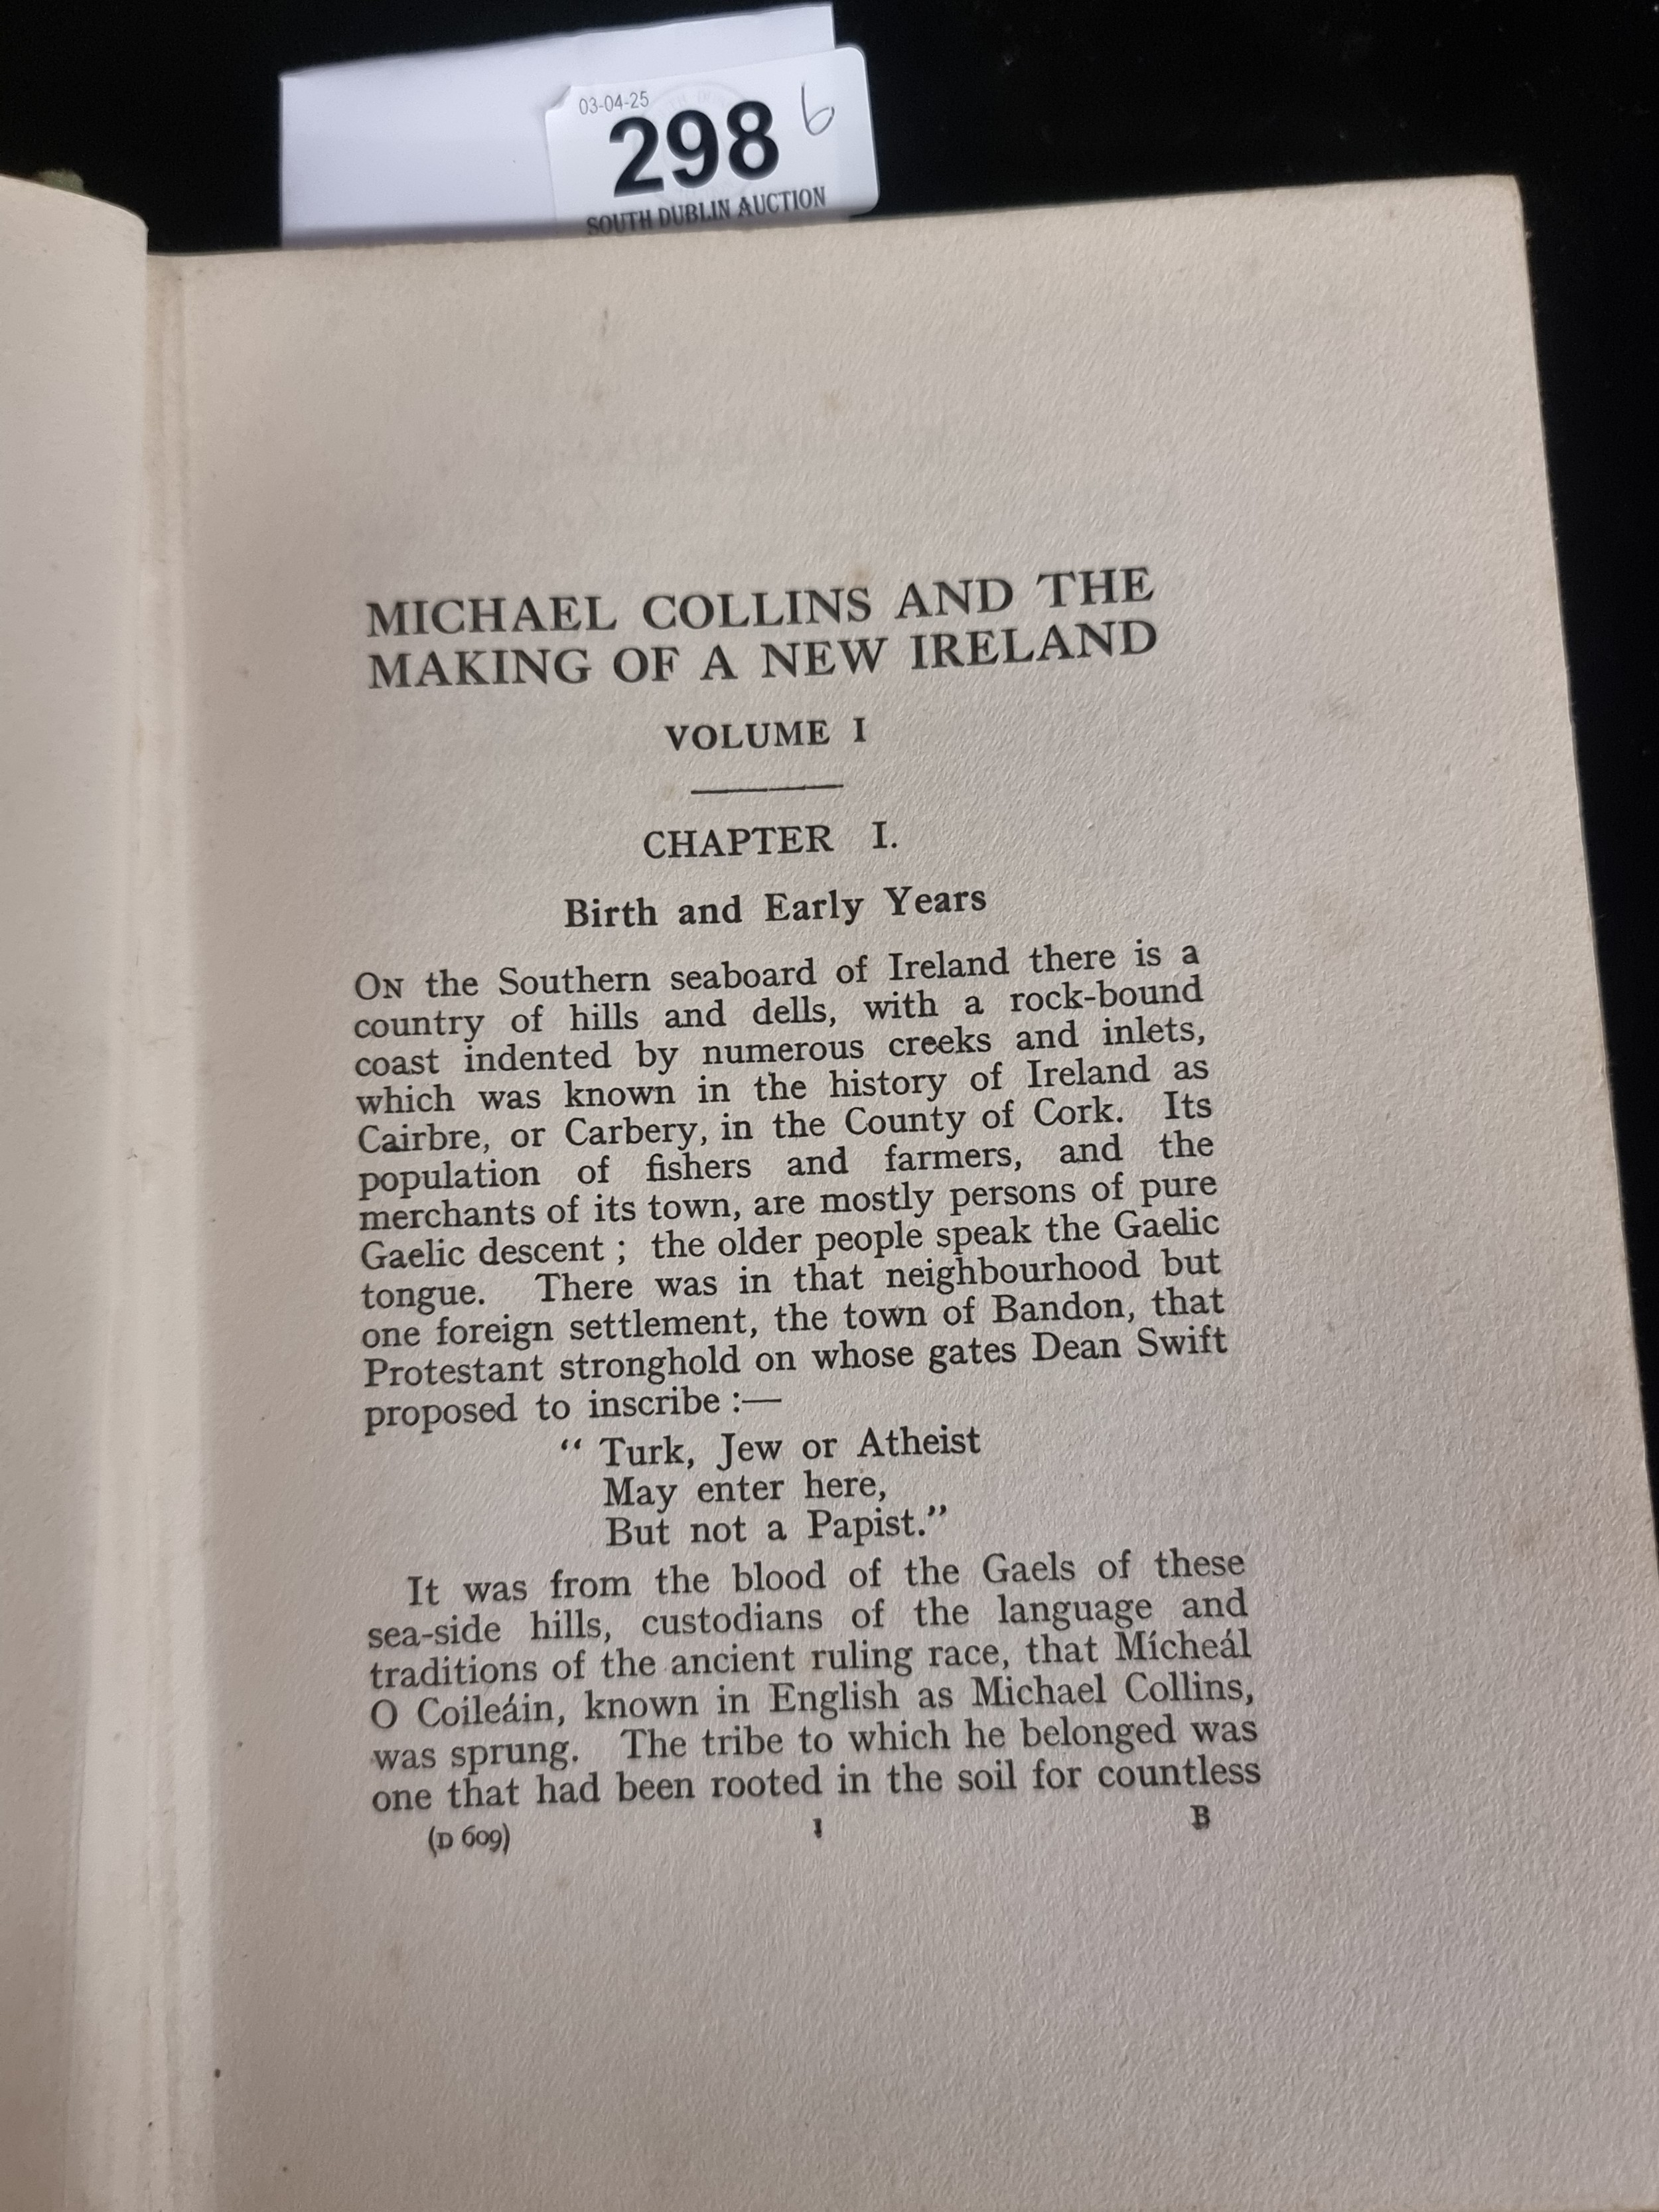 03-04-25
298 6
SOUTH DUBLIN AUCTION
MICHAEL COLLINS AND THE
MAKING OF A NEW IRELAND
VOLUME I
CHAPTER I.
Birth and Early Years
ON the Southern seaboard of Ireland there is a
country of hills and dells, with a rock-bound
coast indented by numerous creeks and inlets,
which was known in the history of Ireland as
Cairbre, or Carbery, in the County of Cork. Its
population of fishers and farmers, and the
merchants of its town, are mostly persons of pure
Gaelic descent ; the older people speak the Gaelic
tongue. There was in that neighbourhood but
one foreign settlement, the town of Bandon, that
Protestant stronghold on whose gates Dean Swift
proposed to inscribe :—
“ Turk, Jew or Atheist
May enter here,
But not a Papist.”
It was from the blood of the Gaels of these
sea-side hills, custodians of the language and
traditions of the ancient ruling race, that Mícheál
O Coileáin, known in English as Michael Collins,
was sprung. The tribe to which he belonged was
one that had been rooted in the soil for countless
(D 609) 1 B